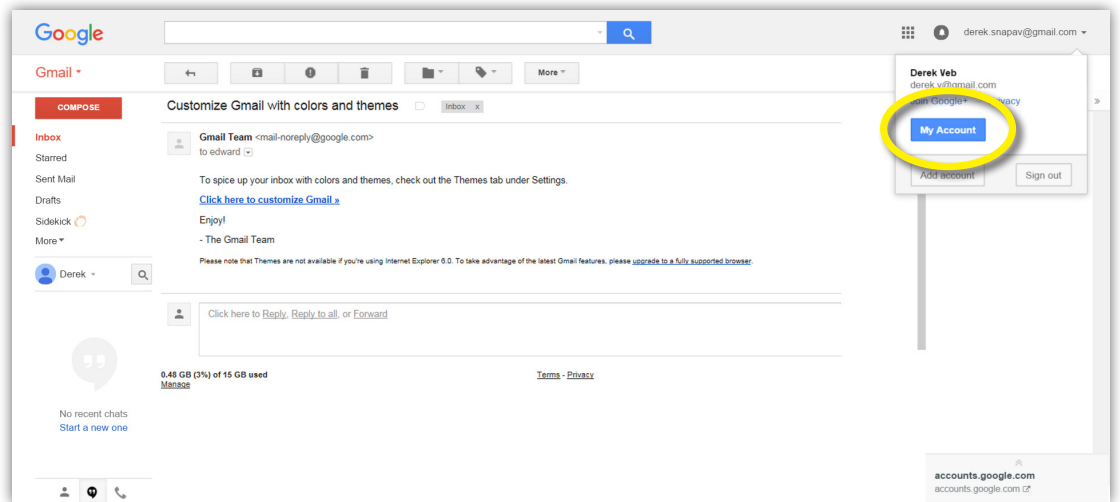 Google
derek.snapav@gmail.com
Gmail
More
Derek Veb
derek.v@gmail.com
Join Google+
My Account
Add account
Sign out
COMPOSE
Customize Gmail with colors and themes
Inbox x
Inbox
Starred
Sent Mail
Drafts
Sidekick
More
Gmail Team <mail-noreply@google.com>
to edward
To spice up your inbox with colors and themes, check out the Themes tab under Settings.
Click here to customize Gmail »
Enjoy!
- The Gmail Team
Please note that Themes are not available if you're using Internet Explorer 6.0. To take advantage of the latest Gmail features, please upgrade to a fully supported browser.
Derek
Click here to Reply, Reply to all, or Forward
0.48 GB (3%) of 15 GB used
Manage
Terms - Privacy
No recent chats
Start a new one
accounts.google.com
accounts.google.com